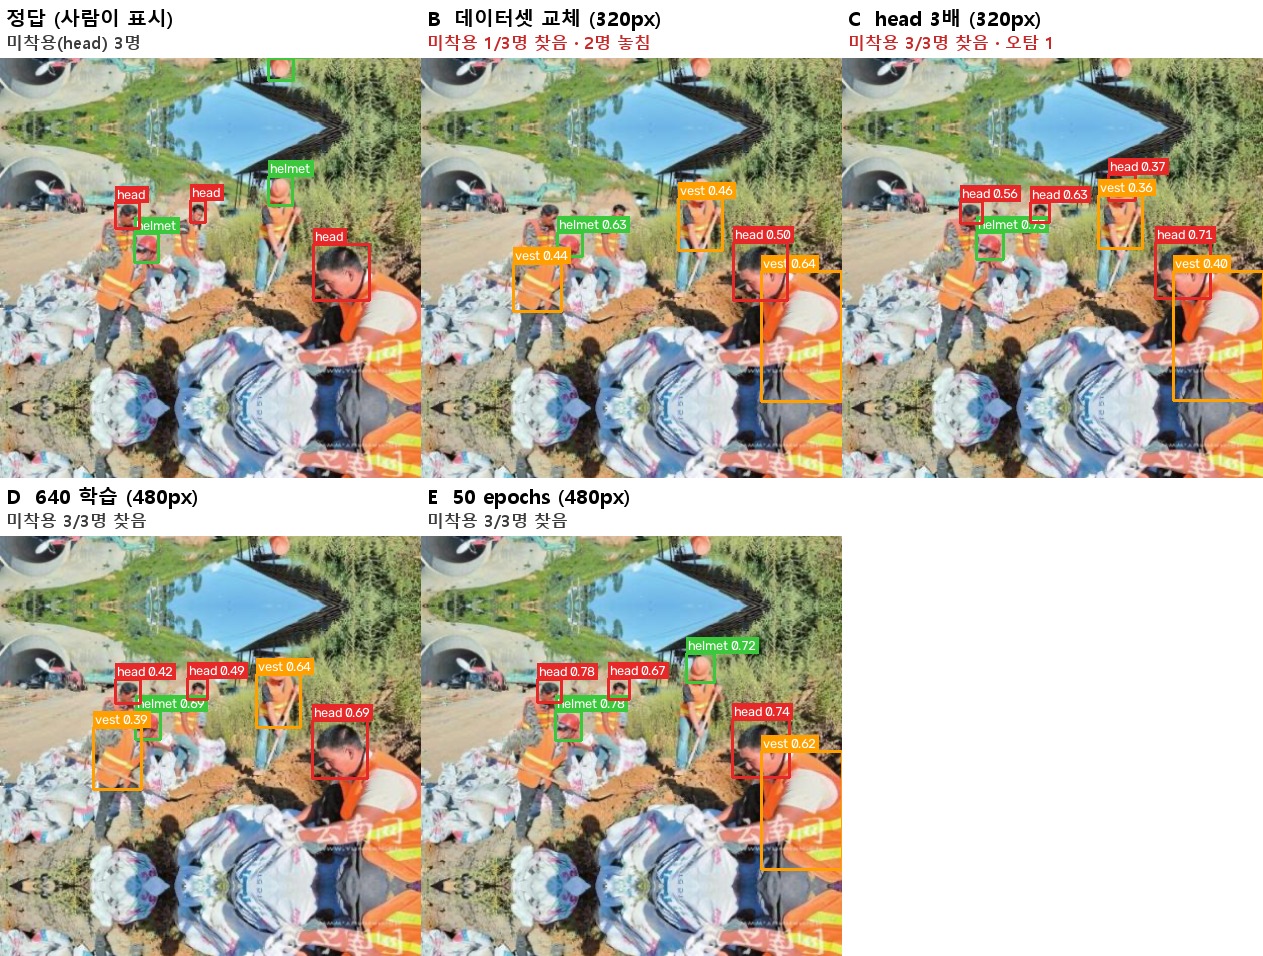 정답 (사람이 표시)
미착용(head) 3명
head
head
helmet
helmet
head
B 데이터셋 교체 (320px)
미착용 1/3명 찾음 · 2명 놓침
vest 0.46
helmet 0.63
head 0.50
vest 0.44
vest 0.64
云南网
C head 3배 (320px)
미착용 3/3명 찾음 · 오탐 1
head 0.37
vest 0.36
head 0.56
head 0.63
helmet 0.73
head 0.71
vest 0.40
D 640 학습 (480px)
미착용 3/3명 찾음
vest 0.64
head 0.42
head 0.49
helmet 0.69
head 0.69
vest 0.39
E 50 epochs (480px)
미착용 3/3명 찾음
helmet 0.72
head 0.78
head 0.67
helmet 0.78
head 0.74
vest 0.62